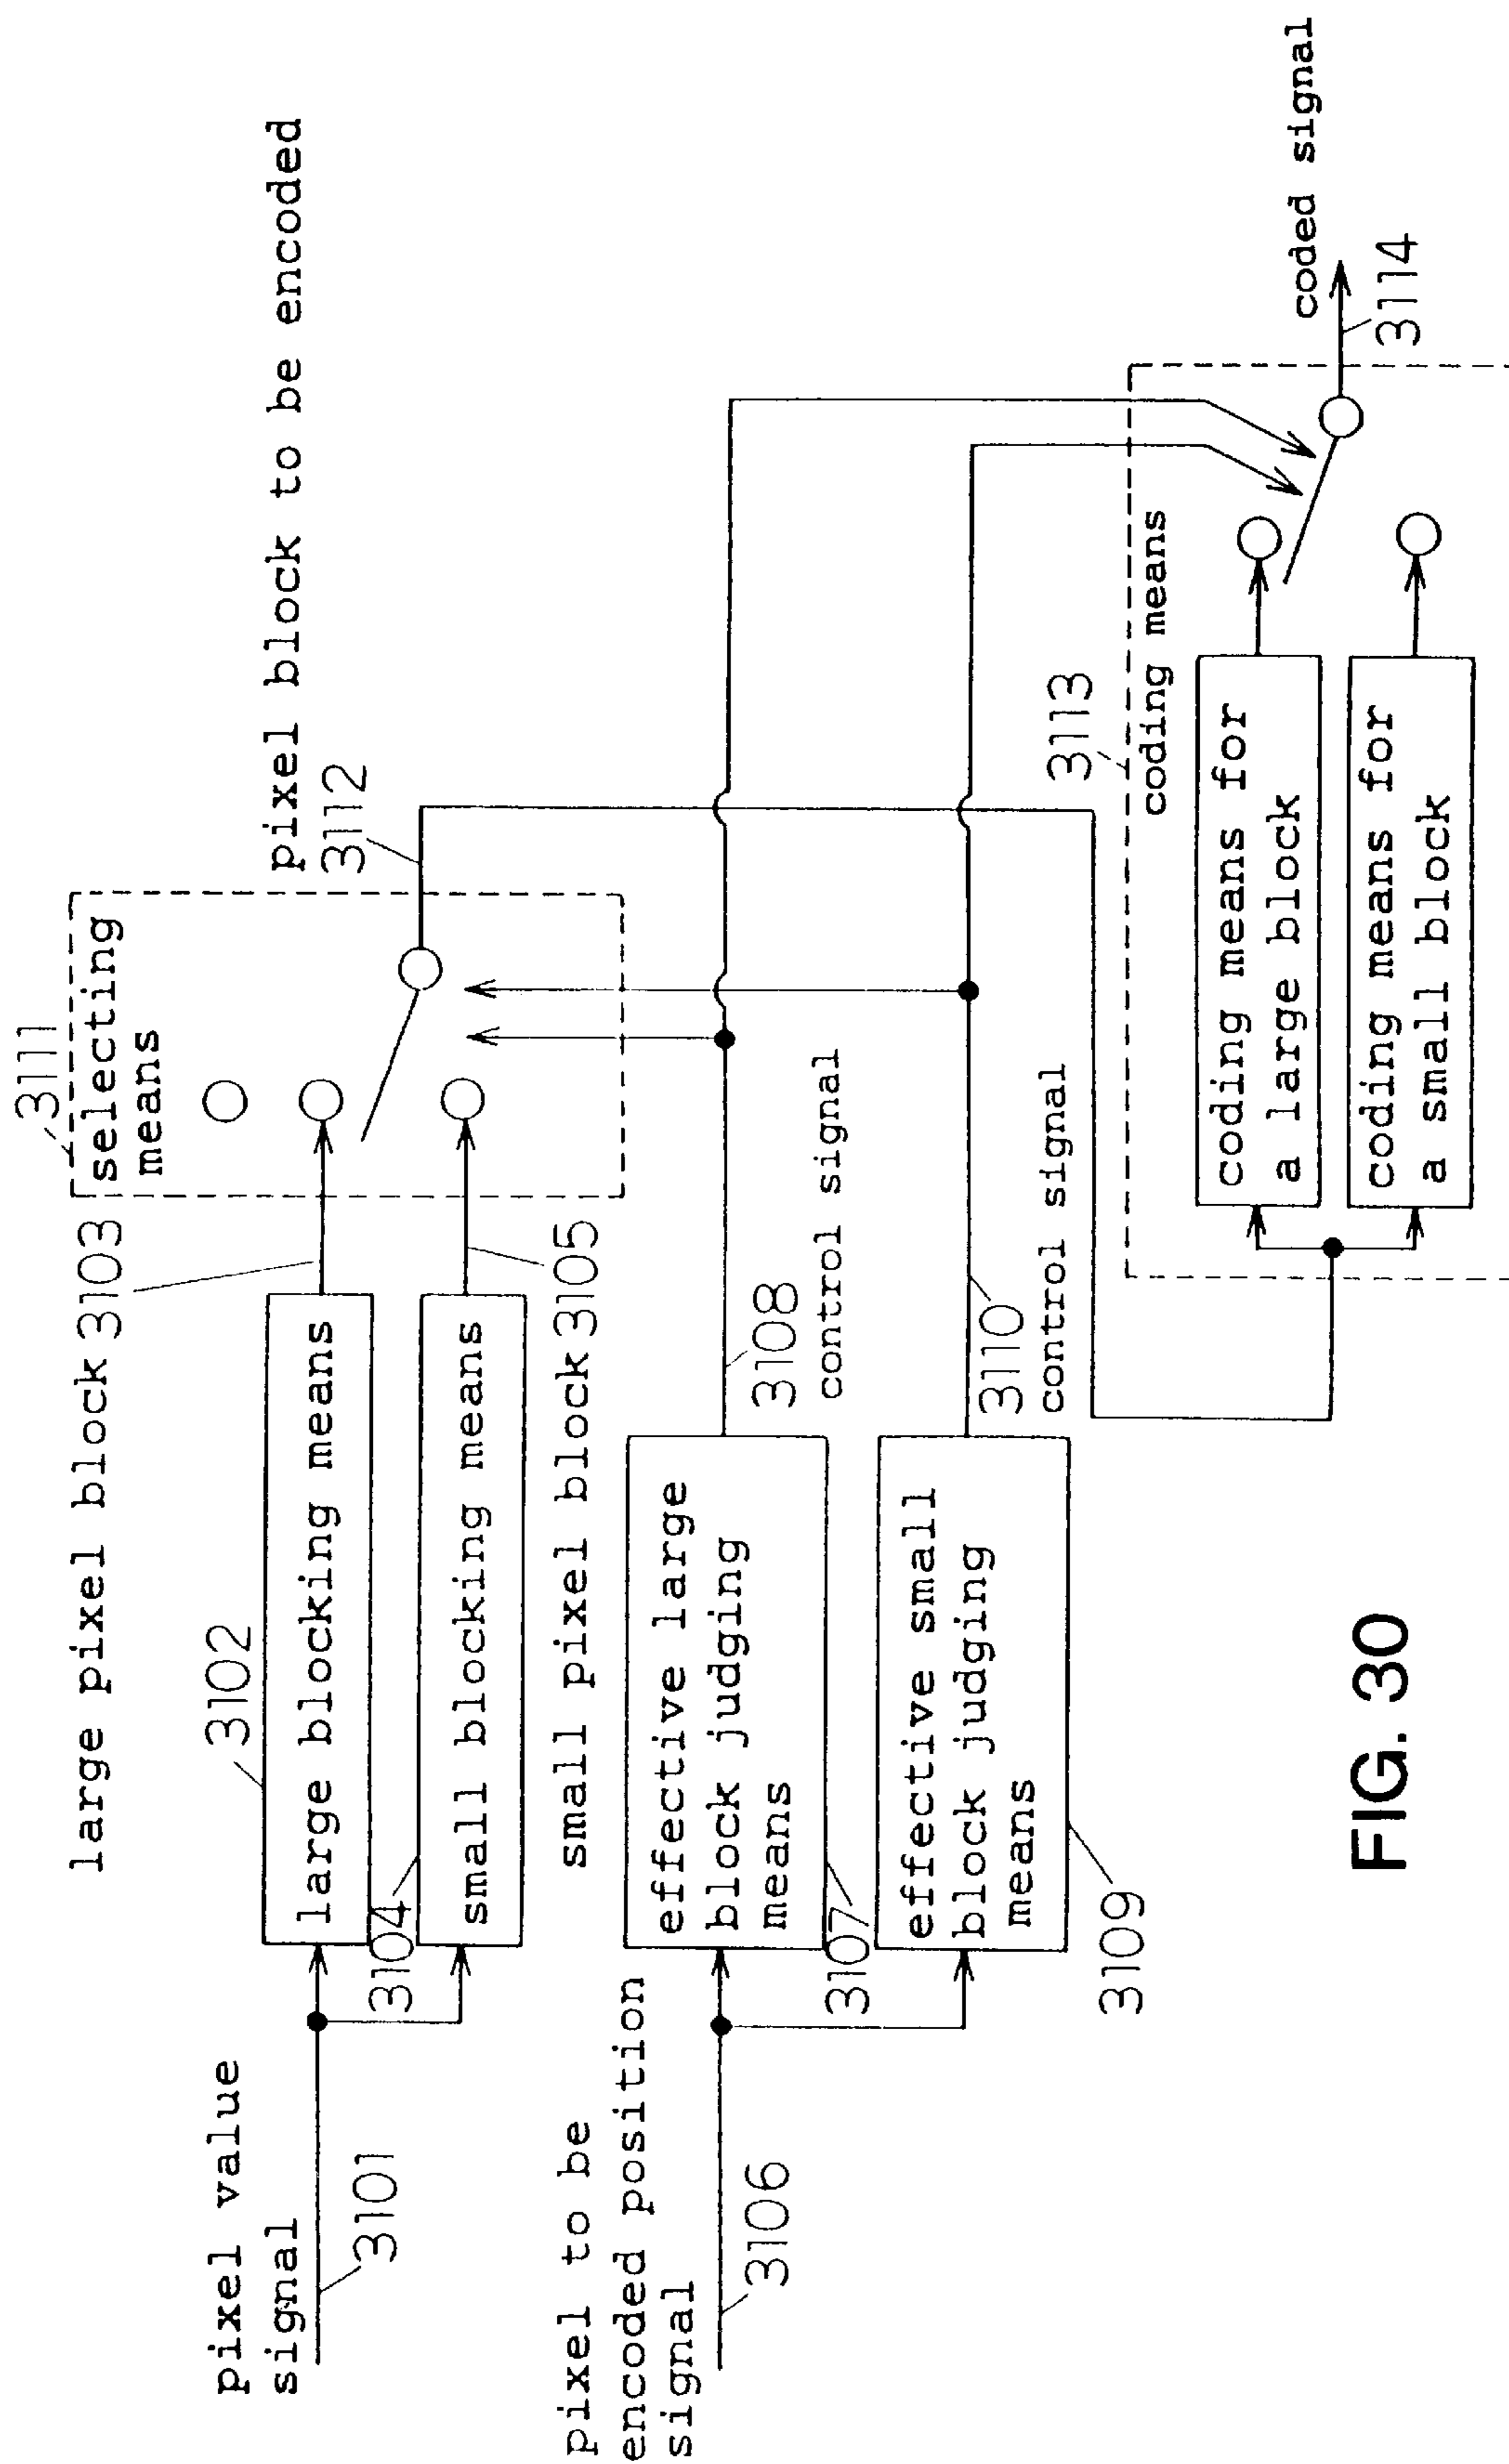 pixel value
signal
3101
3102
large blocking means
large pixel block 3103
3104
small blocking means
small pixel block 3105
3111
selecting
means
pixel block to be encoded
3112
pixel to be
encoded position
signal
3106
effective large
block judging
means
3107
3108
control signal
effective small
block judging
means
3109
3110
control signal
3113
coding means
coding means for
a large block
coding means for
a small block
coded signal
3114
FIG. 30